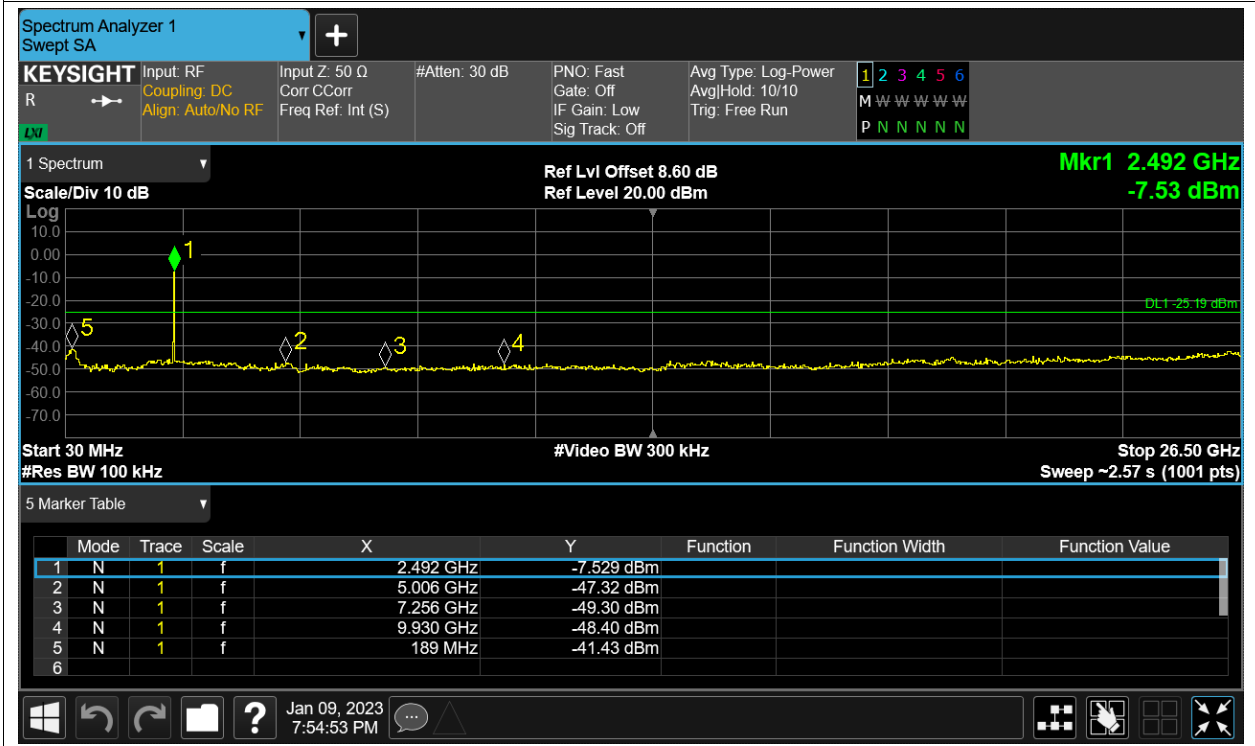 Spectrum Analyzer 1
Swept SA
+
KEYSIGHT
R
LXI
Input: RF
Coupling: DC
Align: Auto/No RF
Input Z: 50 Ω
Corr CCorr
Freq Ref: Int (S)
#Atten: 30 dB
PNO: Fast
Gate: Off
IF Gain: Low
Sig Track: Off
Avg Type: Log-Power
Avg|Hold: 10/10
Trig: Free Run
1 2 3 4 5 6
M W W W W W
P N N N N N
1 Spectrum
Scale/Div 10 dB
Ref Lvl Offset 8.60 dB
Ref Level 20.00 dBm
Mkr1 2.492 GHz
-7.53 dBm
Log
10.0
0.00
-10.0
-20.0
-30.0
-40.0
-50.0
-60.0
-70.0
1
DL1 -25.19 dBm
5
2
3
4
Start 30 MHz
#Res BW 100 kHz
#Video BW 300 kHz
Stop 26.50 GHz
Sweep ~2.57 s (1001 pts)
5 Marker Table
Mode Trace Scale X Y Function Function Width Function Value
1 N 1 f 2.492 GHz -7.529 dBm
2 N 1 f 5.006 GHz -47.32 dBm
3 N 1 f 7.256 GHz -49.30 dBm
4 N 1 f 9.930 GHz -48.40 dBm
5 N 1 f 189 MHz -41.43 dBm
6
?
Jan 09, 2023
7:54:53 PM